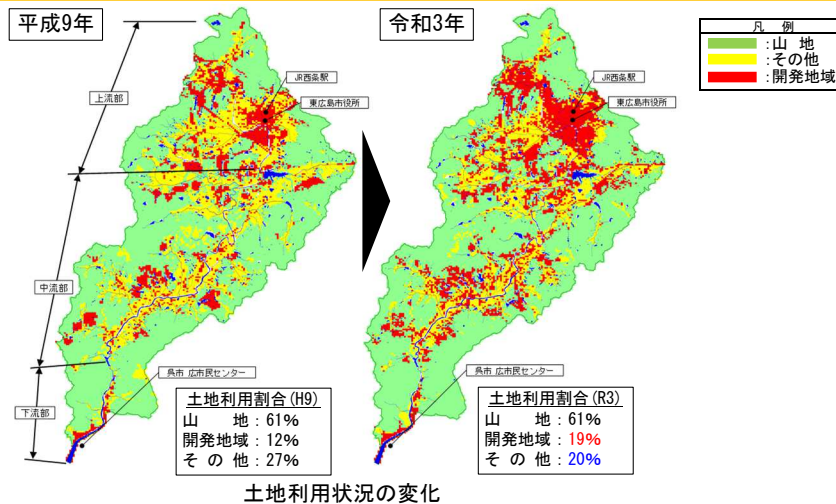 平成9年
令和3年
凡 例
:山 地
:その他
:開発地域
JR西条駅
東広島市役所
JR西条駅
東広島市役所
上流部
中流部
下流部
呉市 広市民センター
呉市 広市民センター
土地利用割合(H9)
山 地:61%
開発地域:12%
そ の 他:27%
土地利用割合(R3)
山 地:61%
開発地域:19%
そ の 他:20%
土地利用状況の変化